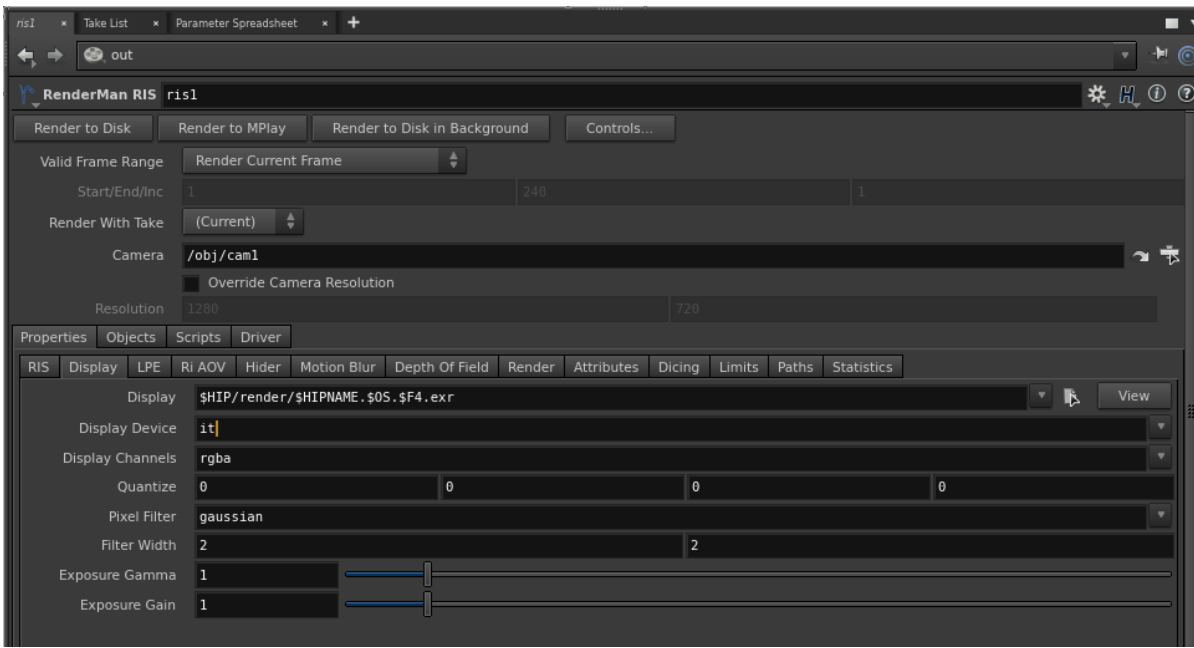 ris1 × Take List × Parameter Spreadsheet × +
out
RenderMan RIS ris1
Render to Disk Render to MPlay Render to Disk in Background Controls...
Valid Frame Range Render Current Frame
Start/End/Inc 1 240 1
Render With Take (Current)
Camera /obj/cam1
Override Camera Resolution
Resolution 1280 720
Properties Objects Scripts Driver
RIS Display LPE Ri AOV Hider Motion Blur Depth Of Field Render Attributes Dicing Limits Paths Statistics
Display $HIP/render/$HIPNAME.$OS.$F4.exr View
Display Device it
Display Channels rgba
Quantize 0 0 0 0
Pixel Filter gaussian
Filter Width 2 2
Exposure Gamma 1
Exposure Gain 1